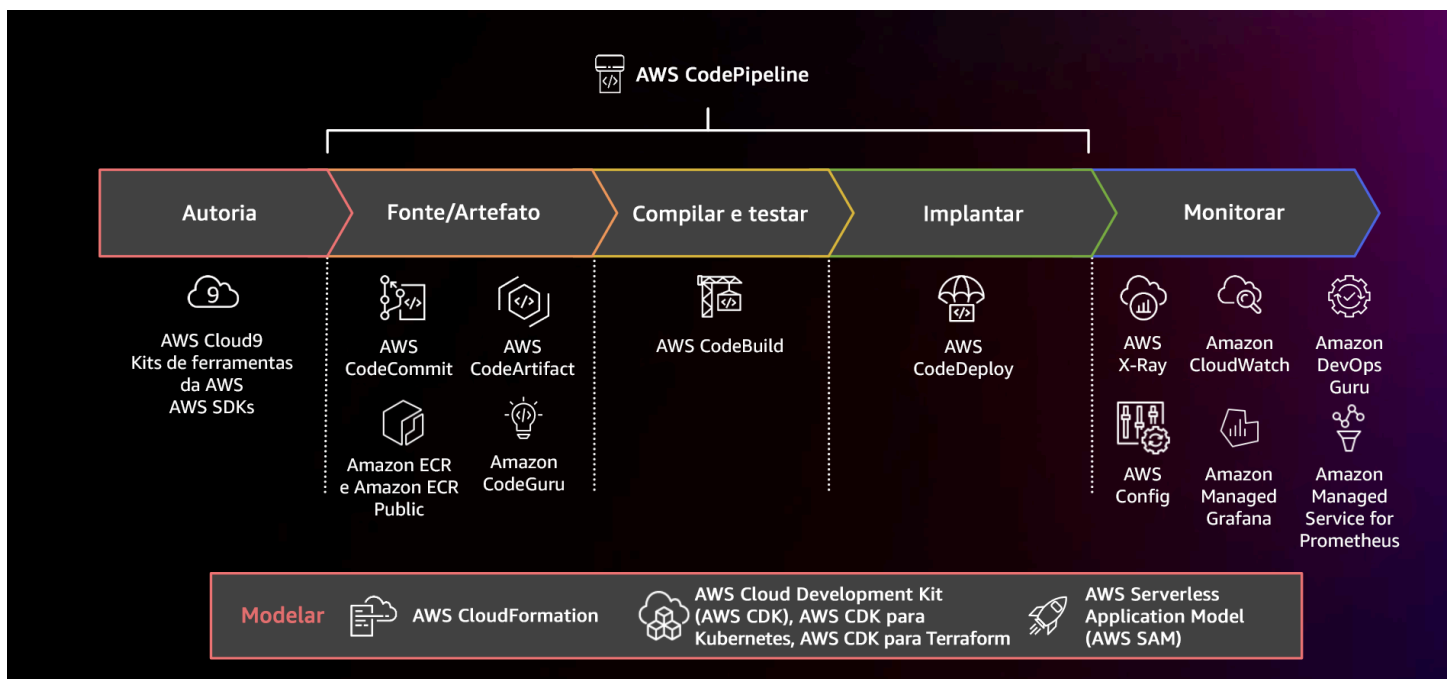 AWS CodePipeline
Autoria
Fonte/Artefato
Compilar e testar
Implantar
Monitorar
9
AWS Cloud9
Kits de ferramentas
da AWS
AWS SDKs
</>
AWS
CodeCommit
</>
AWS
CodeArtifact
Amazon ECR
e Amazon ECR
Public
</>
Amazon
CodeGuru
</>
AWS CodeBuild
</>
AWS
CodeDeploy
AWS
X-Ray
Amazon
CloudWatch
Amazon
DevOps
Guru
AWS
Config
Amazon
Managed
Grafana
Amazon
Managed
Service for
Prometheus
Modelar
AWS CloudFormation
AWS Cloud Development Kit
(AWS CDK), AWS CDK para
Kubernetes, AWS CDK para Terraform
AWS Serverless
Application Model
(AWS SAM)